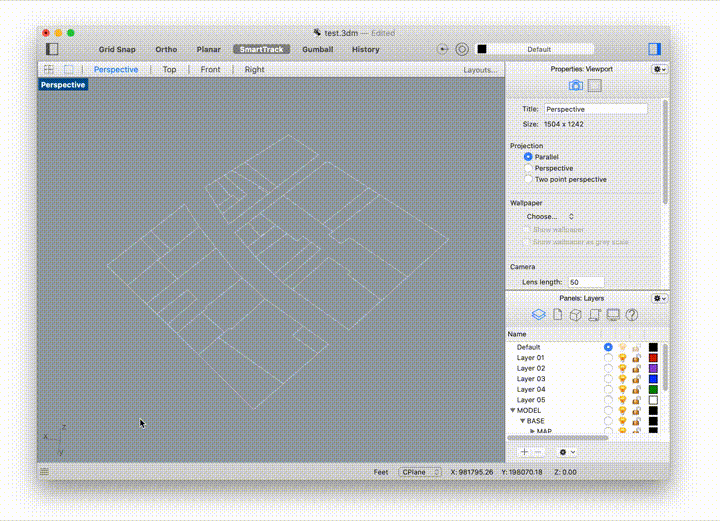 test.3dm — Edited
Grid Snap Ortho Planar SmartTrack Gumball History Default
Perspective | Top | Front | Right Layouts...
Perspective
Properties: Viewport
Title: Perspective
Size: 1504 x 1242
Projection
Parallel
Perspective
Two point perspective
Wallpaper
Choose...
Show wallpaper
Show wallpaper as grey scale
Camera
Lens length: 50
Panels: Layers
Name
Default
Layer 01
Layer 02
Layer 03
Layer 04
Layer 05
MODEL
BASE
MAP
x z y
Feet CPlane X: 981795.26 Y: 198070.18 Z: 0.00